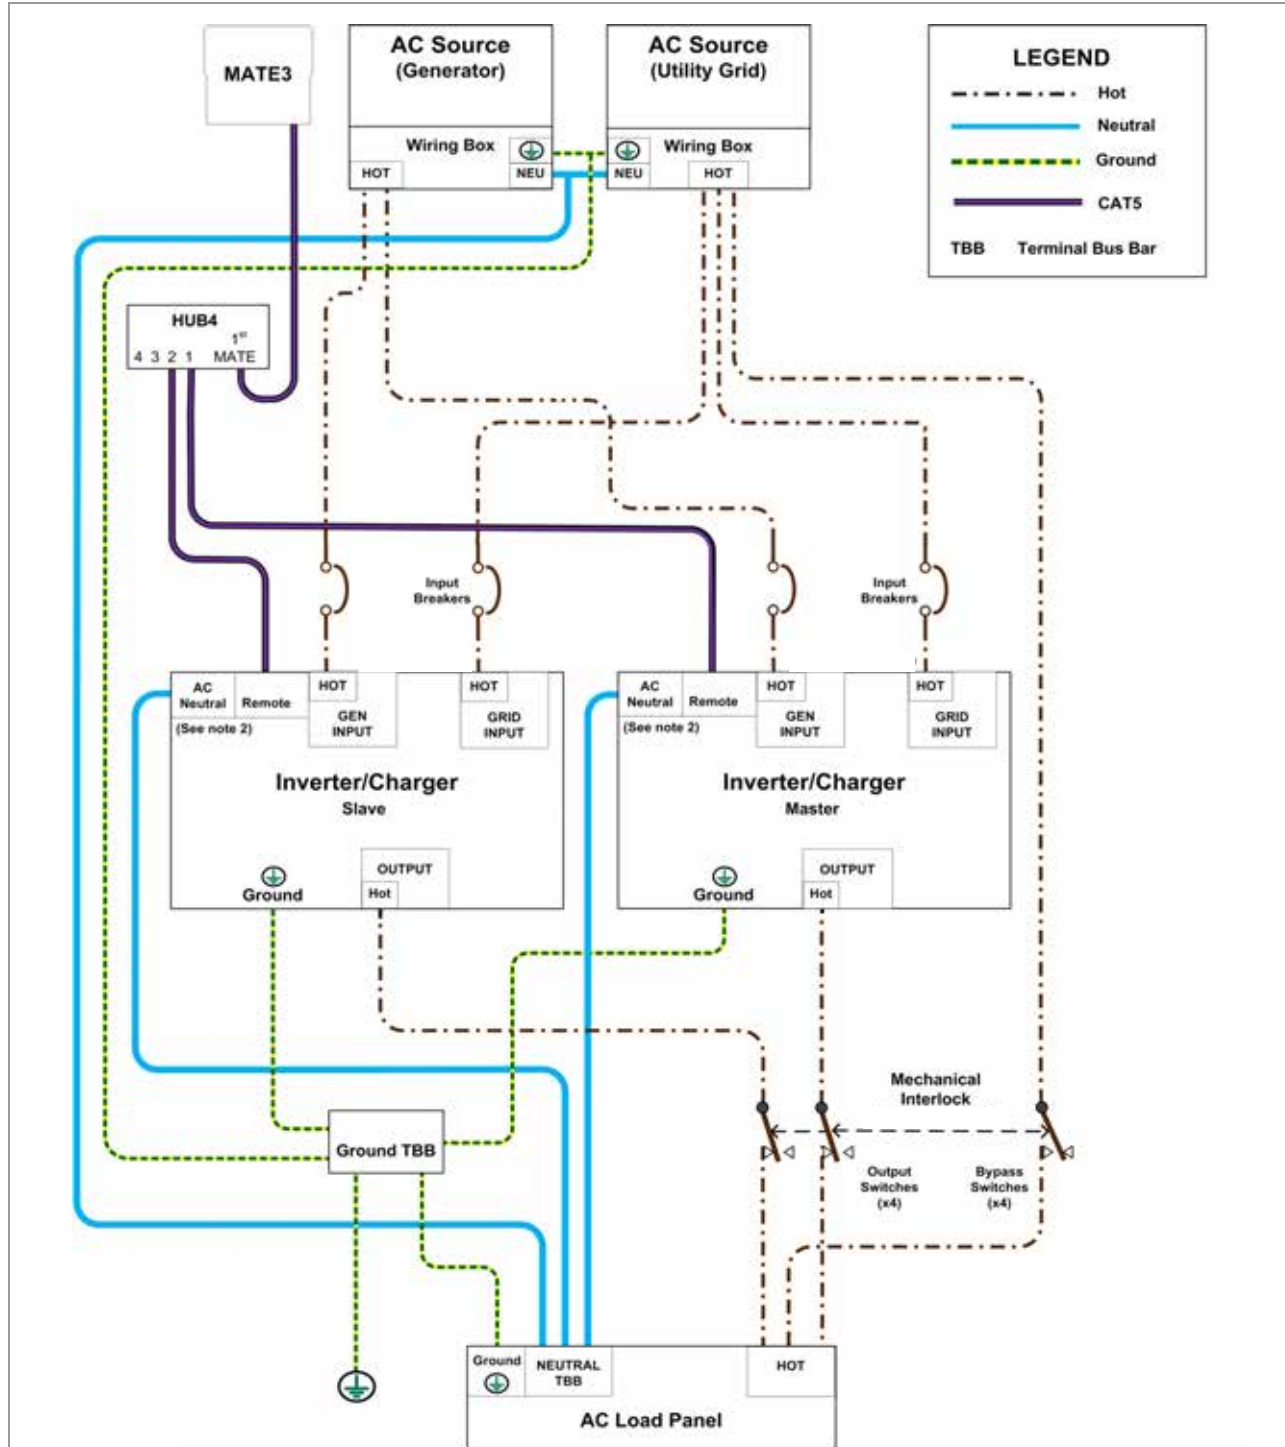 MATE3
AC Source
(Generator)
Wiring Box
HOT
NEU
AC Source
(Utility Grid)
Wiring Box
NEU
HOT
LEGEND
Hot
Neutral
Ground
CAT5
TBB Terminal Bus Bar
HUB4
1st
4 3 2 1 MATE
Input
Breakers
Input
Breakers
AC
Neutral
Remote
(See note 2)
HOT
GEN
INPUT
HOT
GRID
INPUT
Inverter/Charger
Slave
OUTPUT
Hot
Ground
AC
Neutral
Remote
(See note 2)
HOT
GEN
INPUT
HOT
GRID
INPUT
Inverter/Charger
Master
OUTPUT
Hot
Ground
Mechanical
Interlock
Output
Switches
(x4)
Bypass
Switches
(x4)
Ground TBB
Ground
NEUTRAL
TBB
HOT
AC Load Panel